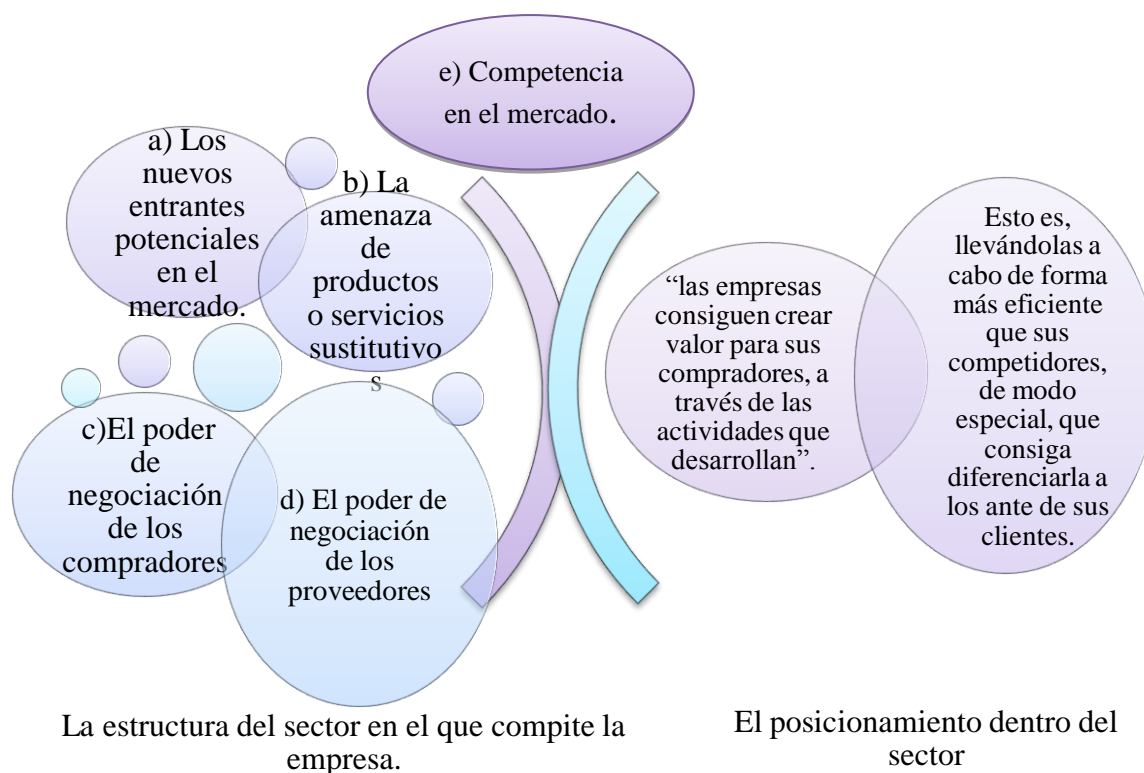 e) Competencia
en el mercado.
a) Los
nuevos
entrantes
potenciales
en el
mercado.
b) La
amenaza
de
productos
o servicios
sustitutivo
s
c)El poder
de
negociación
de los
compradores
d) El poder de
negociación
de los
proveedores
“las empresas
consiguen crear
valor para sus
compradores, a
través de las
actividades que
desarrollan”.
Esto es,
llevándolas a
cabo de forma
más eficiente
que sus
competidores,
de modo
especial, que
consiga
diferenciarla a
los ante de sus
clientes.
La estructura del sector en el que compite la
empresa.
El posicionamiento dentro del
sector